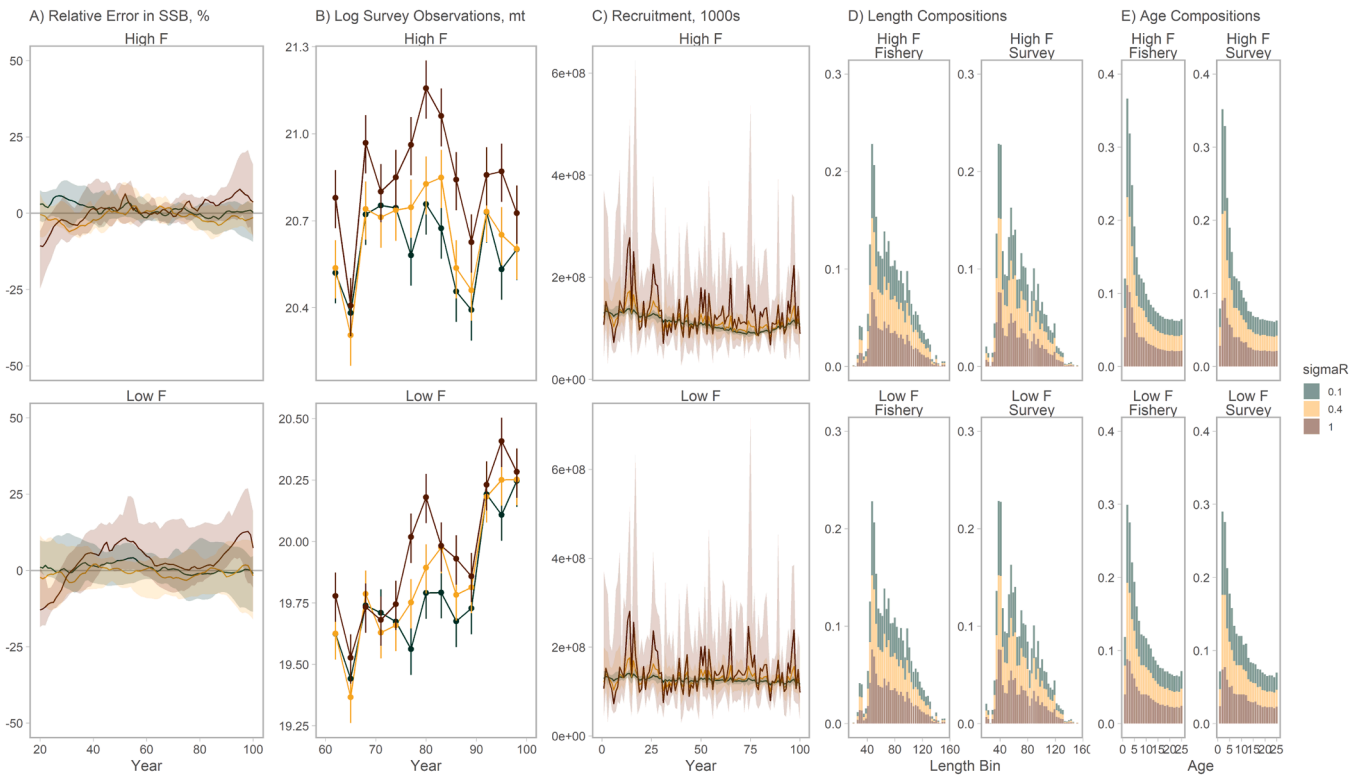 A) Relative Error in SSB, %
High F
50
25
0
-25
-50
Low F
50
25
0
-25
-50
20 40 60 80 100
Year
B) Log Survey Observations, mt
High F
21.3
21.0
20.7
20.4
Low F
20.50
20.25
20.00
19.75
19.50
19.25
60 70 80 90 100
Year
C) Recruitment, 1000s
High F
6e+08
4e+08
2e+08
0e+00
Low F
6e+08
4e+08
2e+08
0e+00
0 25 50 75 100
Year
D) Length Compositions
High F
Fishery
0.3
0.2
0.1
0.0
High F
Survey
0.3
0.2
0.1
0.0
Low F
Fishery
0.3
0.2
0.1
0.0
40 80 120 160
Low F
Survey
0.3
0.2
0.1
0.0
40 80 120 160
Length Bin
E) Age Compositions
High F
Fishery
0.4
0.3
0.2
0.1
0.0
High F
Survey
0.4
0.3
0.2
0.1
0.0
Low F
Fishery
0.4
0.3
0.2
0.1
0.0
0 5 10 15 20 25
Low F
Survey
0.4
0.3
0.2
0.1
0.0
0 5 10 15 20 25
Age
sigmaR
0.1
0.4
1